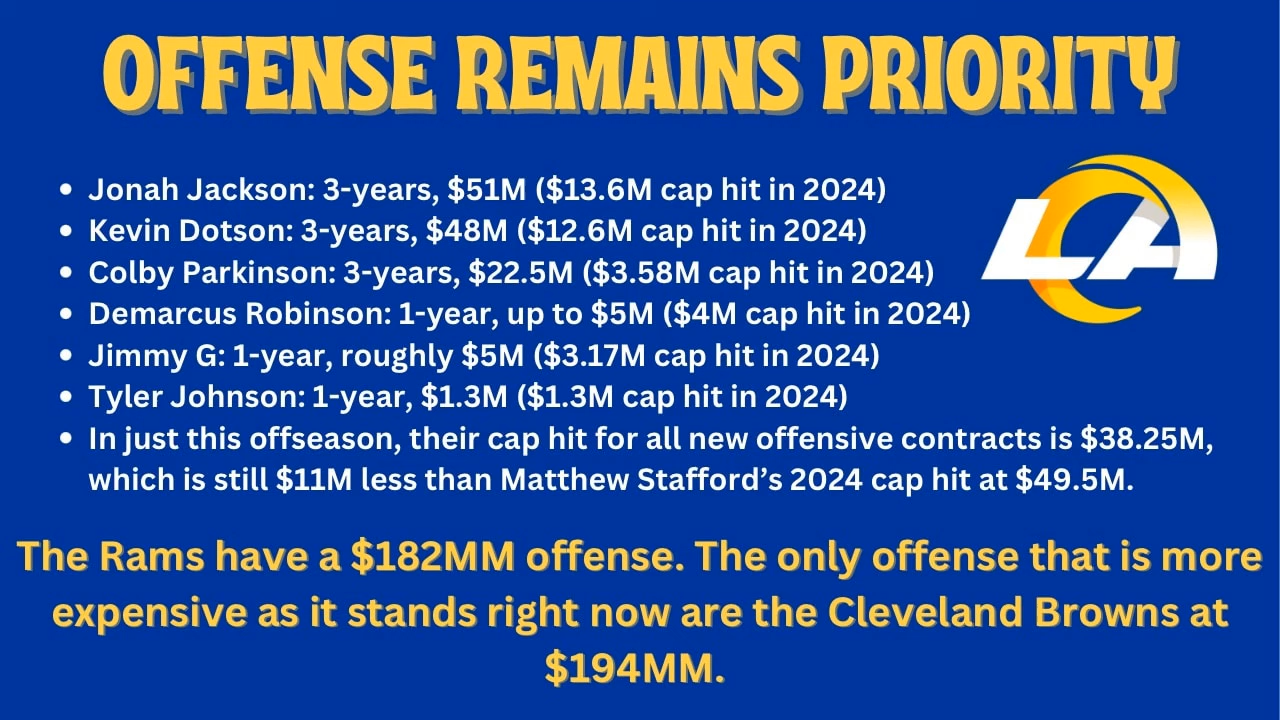 OFFENSE REMAINS PRIORITY
• Jonah Jackson: 3-years, $51M ($13.6M cap hit in 2024)
• Kevin Dotson: 3-years, $48M ($12.6M cap hit in 2024)
• Colby Parkinson: 3-years, $22.5M ($3.58M cap hit in 2024)
• Demarcus Robinson: 1-year, up to $5M ($4M cap hit in 2024)
• Jimmy G: 1-year, roughly $5M ($3.17M cap hit in 2024)
• Tyler Johnson: 1-year, $1.3M ($1.3M cap hit in 2024)
• In just this offseason, their cap hit for all new offensive contracts is $38.25M,
which is still $11M less than Matthew Stafford’s 2024 cap hit at $49.5M.
LA
The Rams have a $182MM offense. The only offense that is more
expensive as it stands right now are the Cleveland Browns at
$194MM.